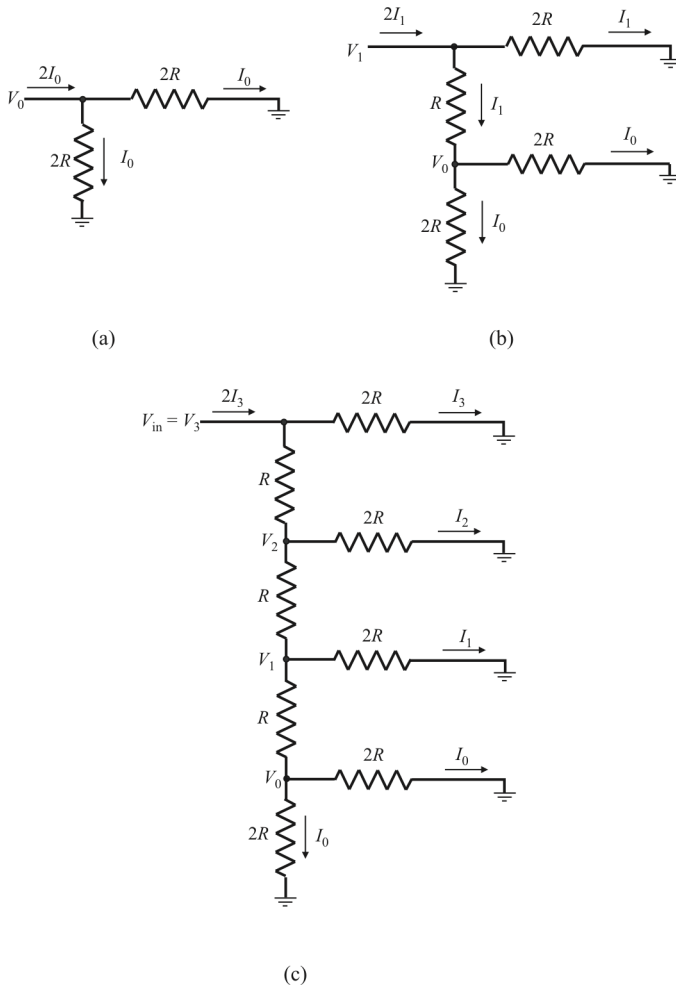 2I₀ 2R I₀
V₀
2R I₀
(a)
2I₁ 2R I₁
V₁
R I₁
V₀ 2R I₀
2R I₀
(b)
2I₃ 2R I₃
V_in = V₃
R
2R I₂
V₂
R
2R I₁
V₁
R
2R I₀
V₀
2R I₀
(c)